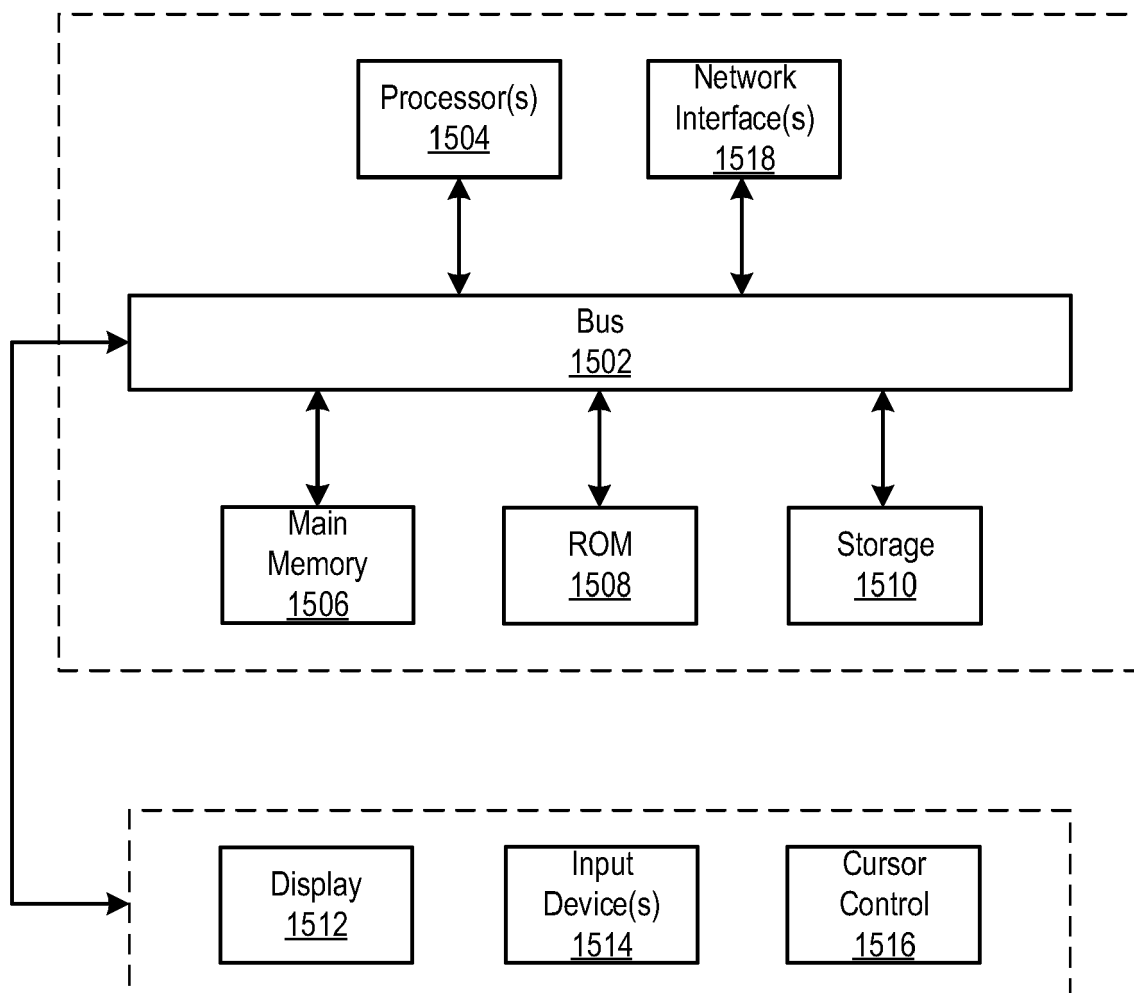 Processor(s)
1504
Network
Interface(s)
1518
Bus
1502
Main
Memory
1506
ROM
1508
Storage
1510
Display
1512
Input
Device(s)
1514
Cursor
Control
1516